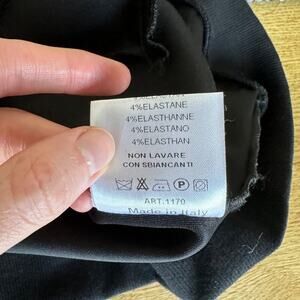 4%ELASTANE
4%ELASTHANNE
4%ELASTANO
4%ELASTHAN
NON LAVARE
CON SBIANCANTI
P
ART.1170
Made in Italy